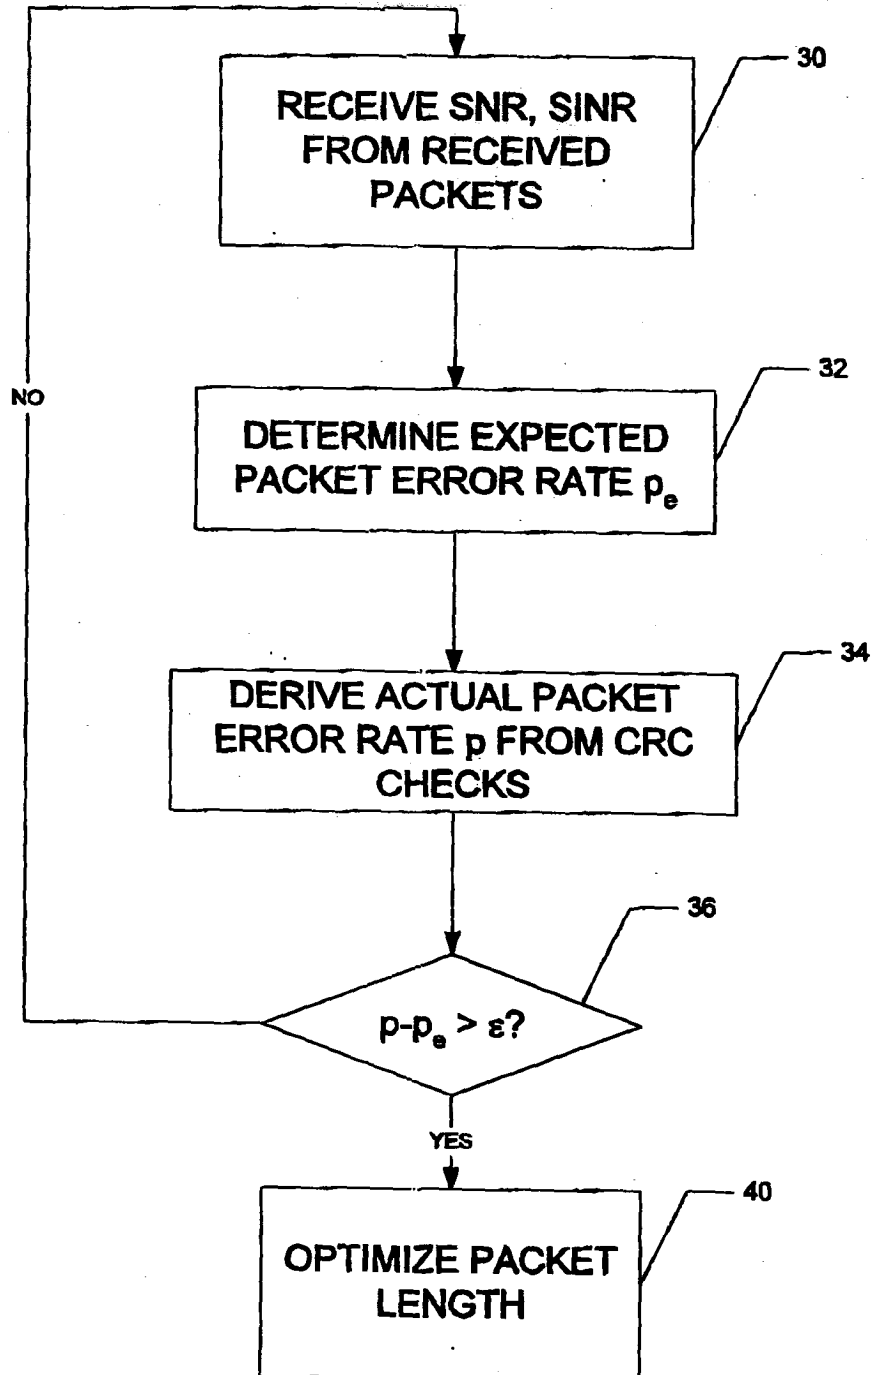 30
RECEIVE SNR, SINR
FROM RECEIVED
PACKETS
32
NO
DETERMINE EXPECTED
PACKET ERROR RATE pe
34
DERIVE ACTUAL PACKET
ERROR RATE p FROM CRC
CHECKS
36
p-pe > ε?
YES
40
OPTIMIZE PACKET
LENGTH